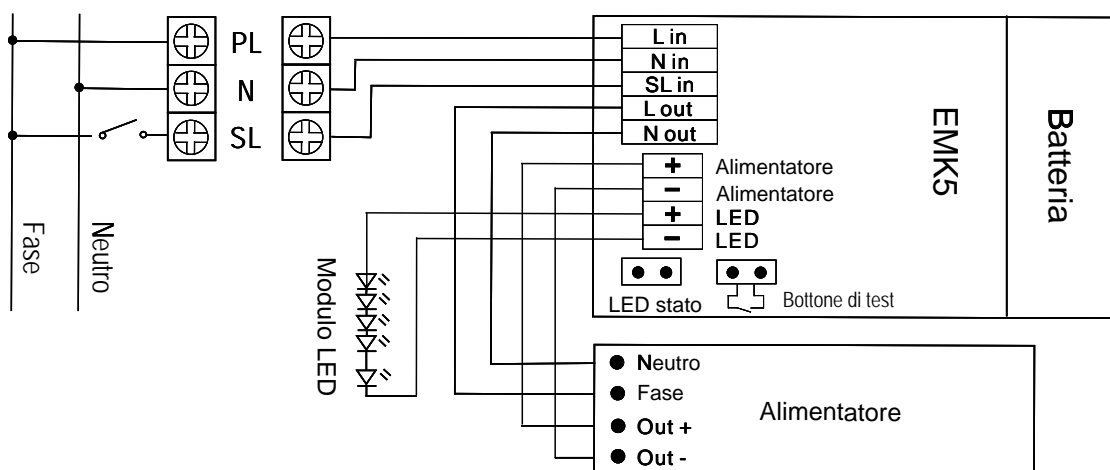 PL
N
SL
Fase
Neutro
L in
N in
SL in
L out
N out
+
Alimentatore
−
Alimentatore
+
LED
−
LED
LED stato
Bottone di test
EMK5
Batteria
Modulo LED
Neutro
Fase
Out +
Out -
Alimentatore